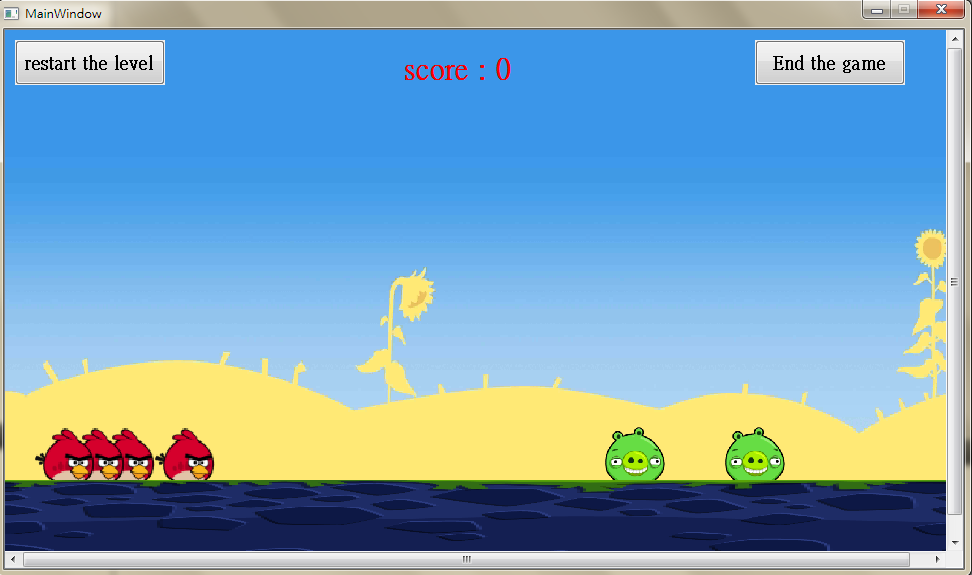 MainWindow
restart the level
score : 0
End the game